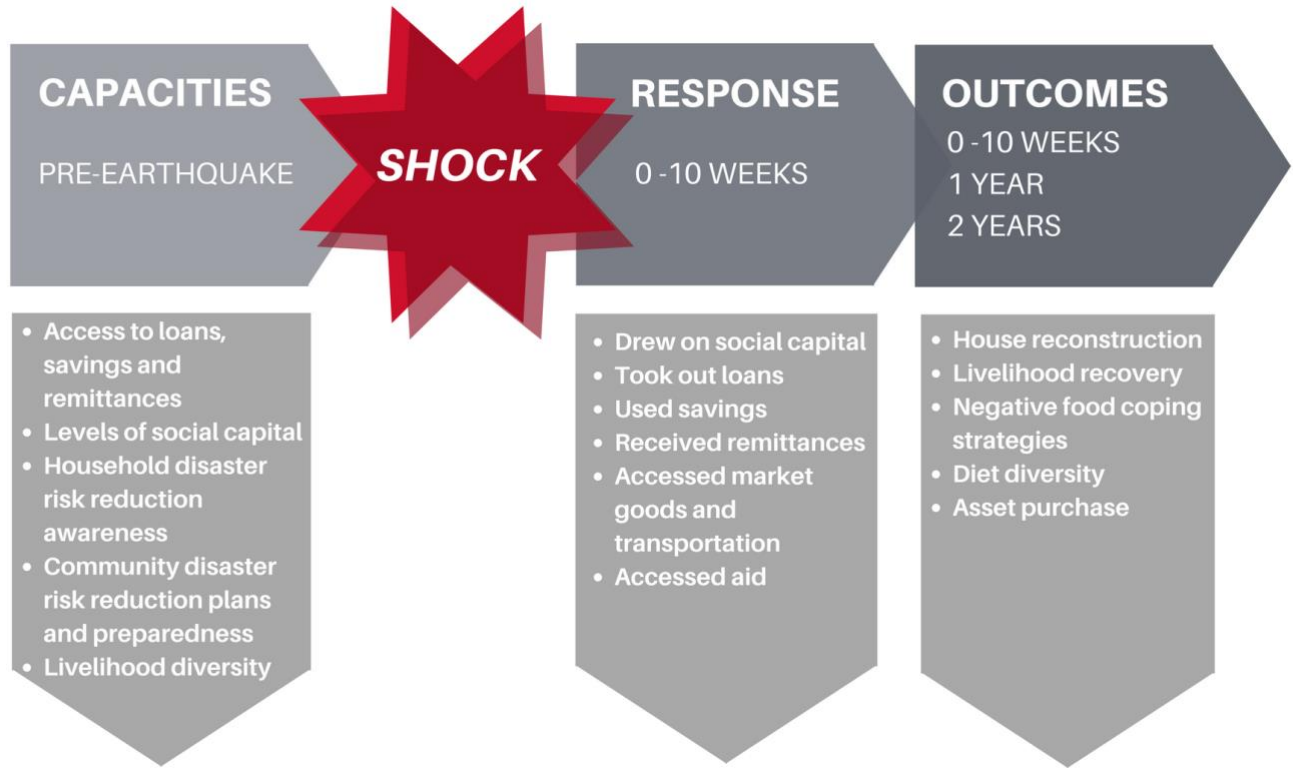 CAPACITIES
PRE-EARTHQUAKE
SHOCK
RESPONSE
0 -10 WEEKS
OUTCOMES
0 -10 WEEKS
1 YEAR
2 YEARS
• Access to loans,
savings and
remittances
• Levels of social capital
• Household disaster
risk reduction
awareness
• Community disaster
risk reduction plans
and preparedness
• Livelihood diversity
• Drew on social capital
• Took out loans
• Used savings
• Received remittances
• Accessed market
goods and
transportation
• Accessed aid
• House reconstruction
• Livelihood recovery
• Negative food coping
strategies
• Diet diversity
• Asset purchase